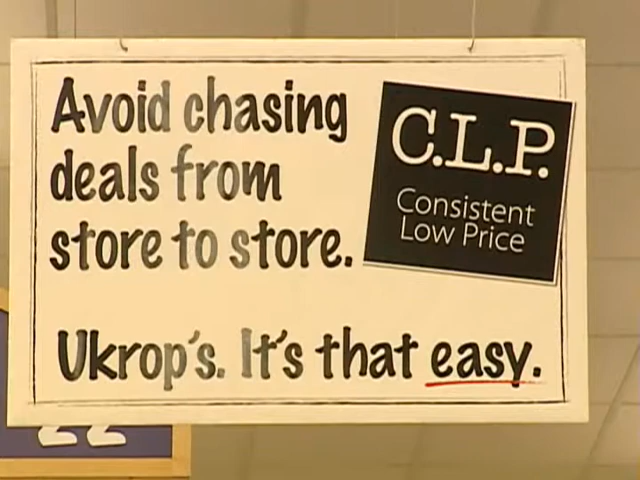 Avoid chasing
deals from
store to store.
C.L.P.
Consistent
Low Price
Ukrop's. It's that easy.